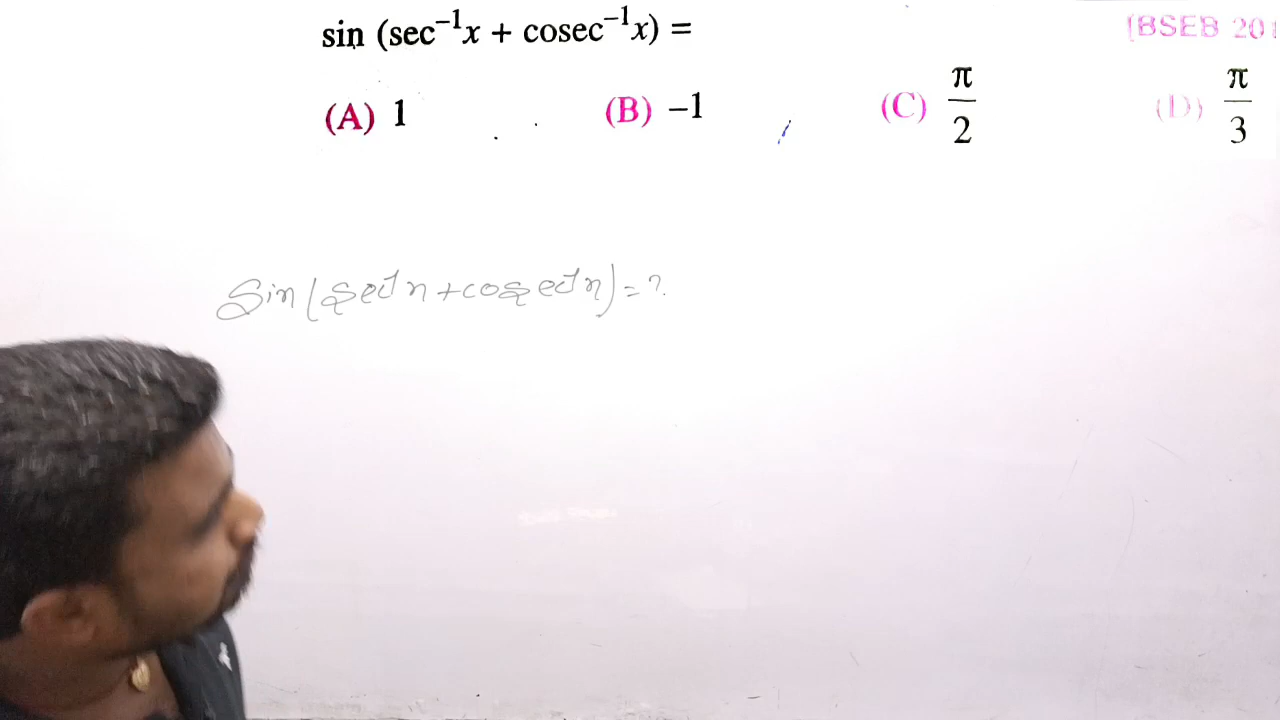 sin (sec⁻¹x + cosec⁻¹x) =
[BSEB 20
(A) 1 (B) −1 (C) π/2 (D) π/3
Sin(Sec⁻¹x+cosec⁻¹x)=?